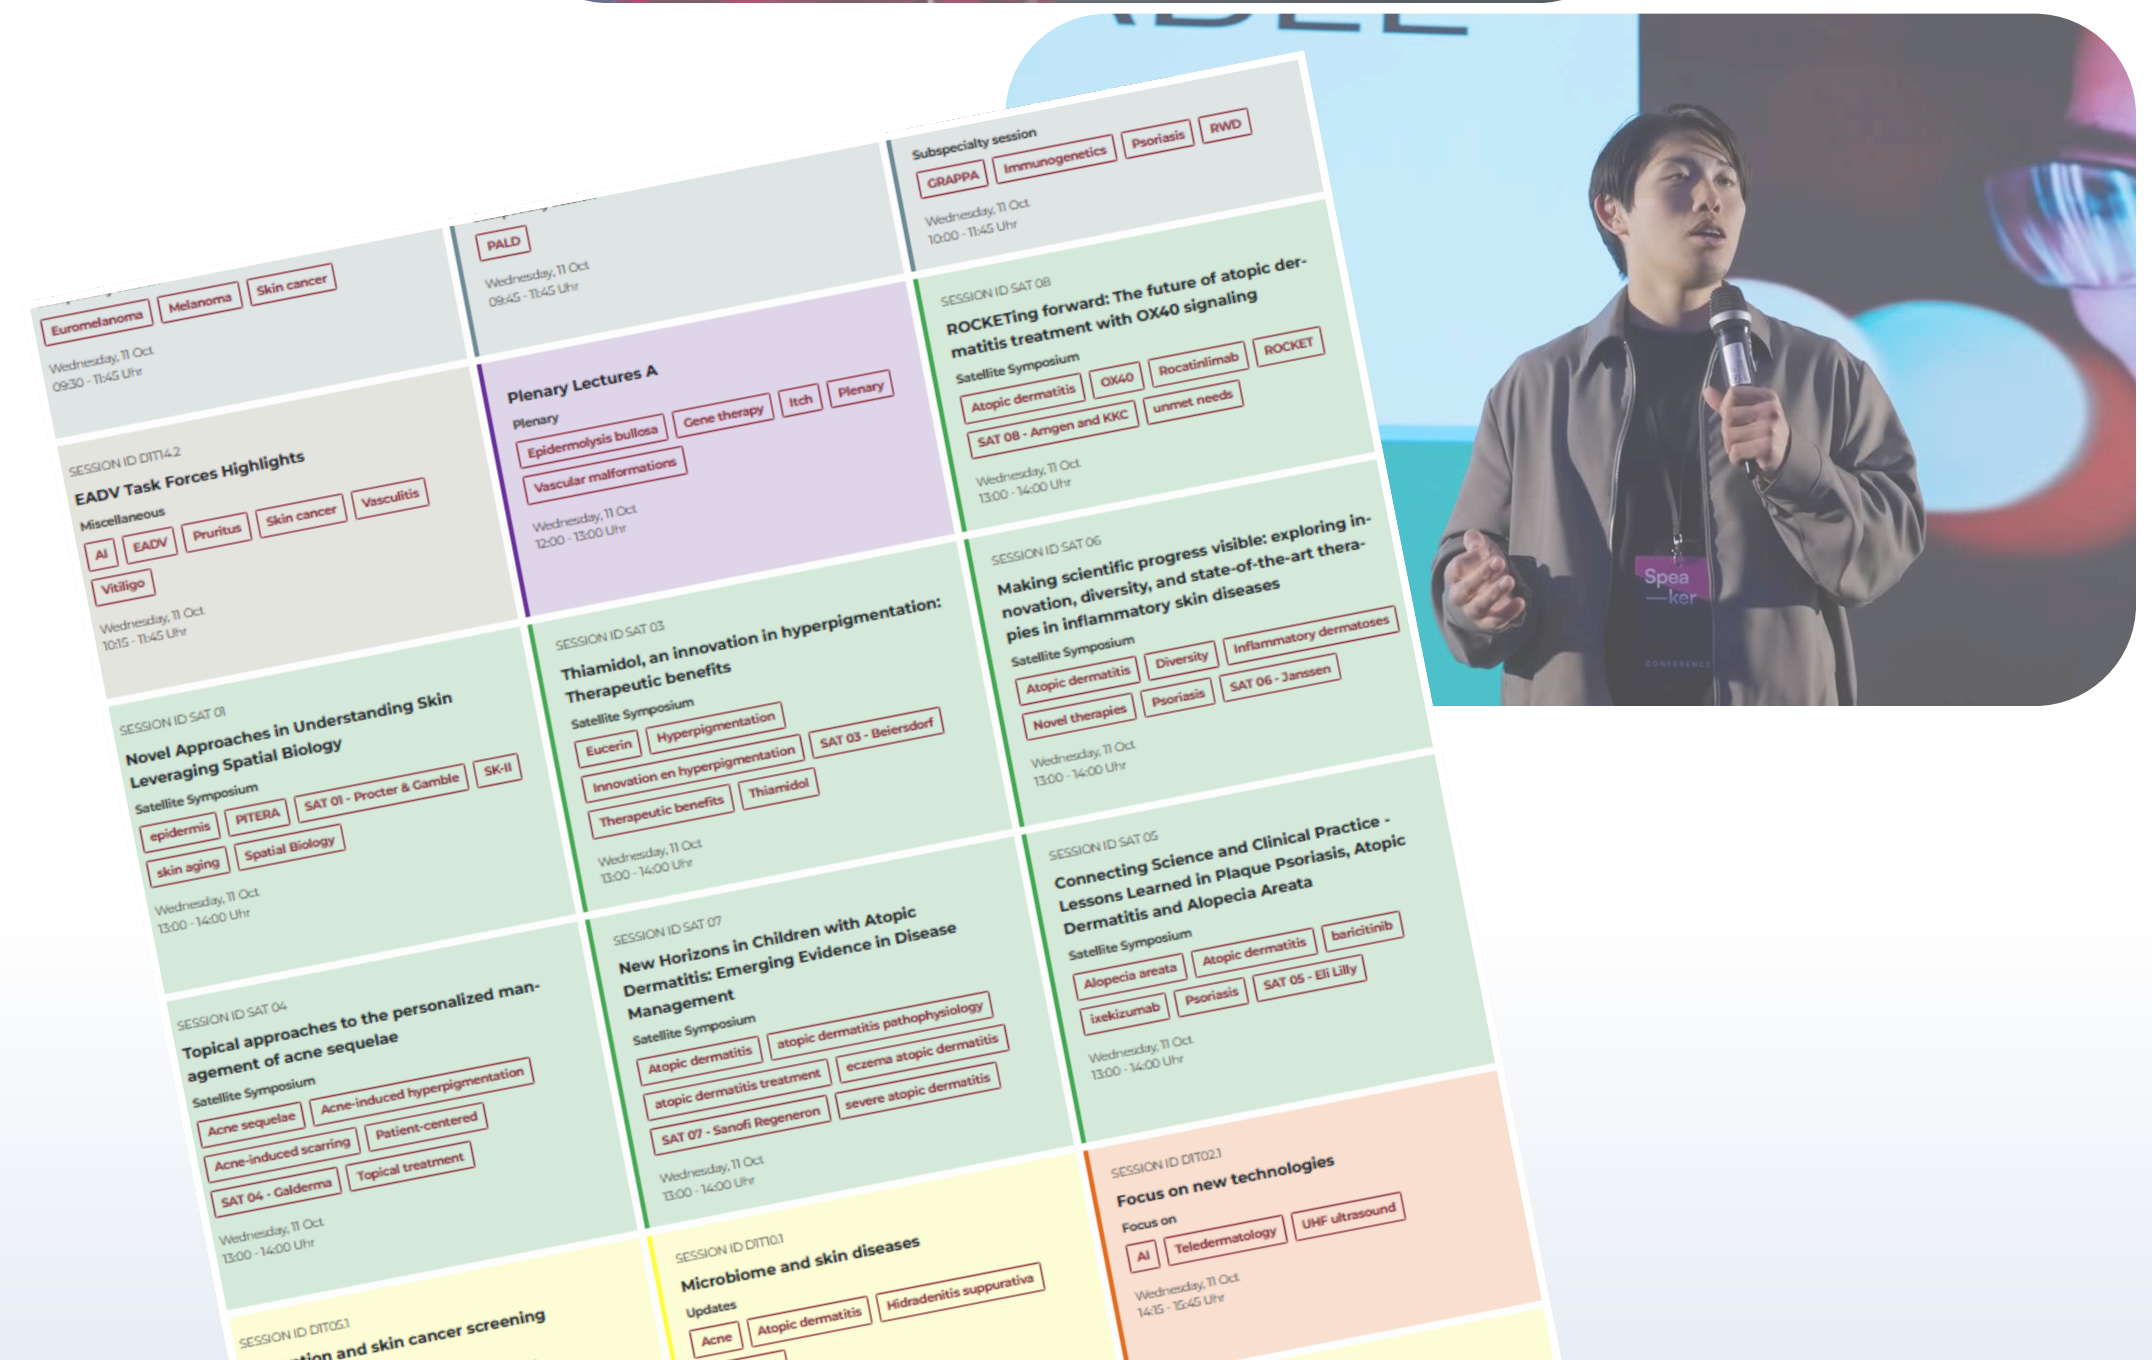 Subspecialty session
GRAPPA Immunogenetics Psoriasis RWD
Wednesday, 11 Oct
10:00 - 11:45 Uhr
PALD
Wednesday, 11 Oct
09:45 - 11:45 Uhr
Euromelanoma Melanoma Skin cancer
Wednesday, 11 Oct
09:30 - 11:45 Uhr
SESSION ID D1T14.2
EADV Task Forces Highlights
Miscellaneous
AI EADV Pruritus Skin cancer Vasculitis
Vitiligo
Wednesday, 11 Oct
10:15 - 11:45 Uhr
Plenary Lectures A
Plenary
Epidermolysis bullosa Gene therapy Itch Plenary
Vascular malformations
Wednesday, 11 Oct
12:00 - 13:00 Uhr
SESSION ID SAT 08
ROCKETing forward: The future of atopic der-
matitis treatment with OX40 signaling
Satellite Symposium
Atopic dermatitis OX40 Rocatinlimab ROCKET
SAT 08 - Amgen and KKC unmet needs
Wednesday, 11 Oct
13:00 - 14:00 Uhr
SESSION ID SAT 01
Novel Approaches in Understanding Skin
Leveraging Spatial Biology
Satellite Symposium
epidermis PITERA SAT 01 - Procter & Gamble SK-II
skin aging Spatial Biology
Wednesday, 11 Oct
13:00 - 14:00 Uhr
SESSION ID SAT 03
Thiamidol, an innovation in hyperpigmentation:
Therapeutic benefits
Satellite Symposium
Eucerin Hyperpigmentation
Innovation en hyperpigmentation SAT 03 - Beiersdorf
Therapeutic benefits Thiamidol
Wednesday, 11 Oct
13:00 - 14:00 Uhr
SESSION ID SAT 06
Making scientific progress visible: exploring in-
novation, diversity, and state-of-the-art thera-
pies in inflammatory skin diseases
Satellite Symposium
Atopic dermatitis Diversity Inflammatory dermatoses
Novel therapies Psoriasis SAT 06 - Janssen
Wednesday, 11 Oct
13:00 - 14:00 Uhr
SESSION ID SAT 04
Topical approaches to the personalized man-
agement of acne sequelae
Satellite Symposium
Acne sequelae Acne-induced hyperpigmentation
Acne-induced scarring Patient-centered
SAT 04 - Galderma Topical treatment
Wednesday, 11 Oct
13:00 - 14:00 Uhr
SESSION ID SAT 07
New Horizons in Children with Atopic
Dermatitis: Emerging Evidence in Disease
Management
Satellite Symposium
Atopic dermatitis atopic dermatitis pathophysiology
atopic dermatitis treatment eczema atopic dermatitis
SAT 07 - Sanofi Regeneron severe atopic dermatitis
Wednesday, 11 Oct
13:00 - 14:00 Uhr
SESSION ID SAT 05
Connecting Science and Clinical Practice -
Lessons Learned in Plaque Psoriasis, Atopic
Dermatitis and Alopecia Areata
Satellite Symposium
Alopecia areata Atopic dermatitis baricitinib
ixekizumab Psoriasis SAT 05 - Eli Lilly
Wednesday, 11 Oct
13:00 - 14:00 Uhr
SESSION ID D1T05.1
and skin cancer screening
SESSION ID D1T10.1
Microbiome and skin diseases
Updates
Acne Atopic dermatitis Hidradenitis suppurativa
SESSION ID D1T02.1
Focus on new technologies
Focus on
AI Teledermatology UHF ultrasound
Wednesday, 11 Oct
14:15 - 15:45 Uhr
Spea
—ker
CONFERENCE